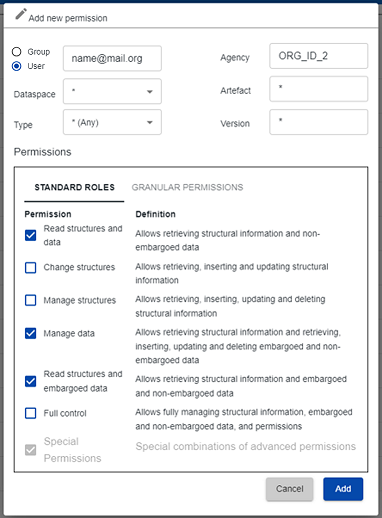 Add new permission
Group
User
name@mail.org
Agency
ORG_ID_2
Dataspace
*
Artefact
*
Type
* (Any)
Version
*
Permissions
STANDARD ROLES
GRANULAR PERMISSIONS
Permission
Definition
Read structures and
data
Allows retrieving structural information and non-
embargoed data
Change structures
Allows retrieving, inserting and updating structural
information
Manage structures
Allows retrieving, inserting, updating and deleting
structural information
Manage data
Allows retrieving structural information and retrieving,
inserting, updating and deleting embargoed and non-
embargoed data
Read structures and
embargoed data
Allows retrieving structural information and embargoed
and non-embargoed data
Full control
Allows fully managing structural information, embargoed
and non-embargoed data, and permissions
Special
Permissions
Special combinations of advanced permissions
Cancel
Add